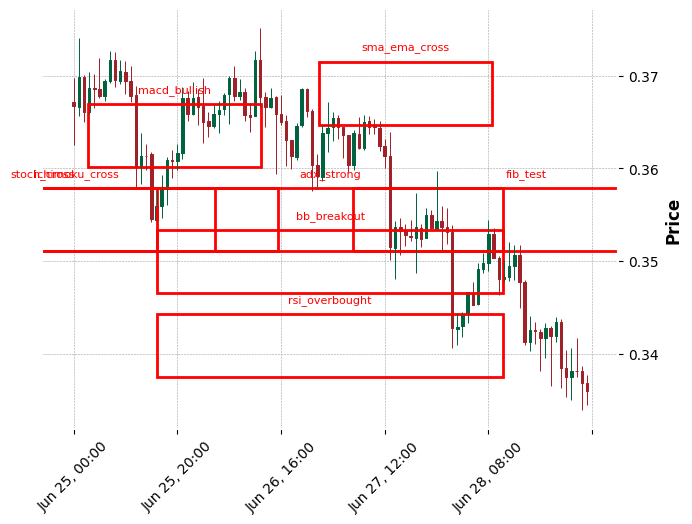 sma_ema_cross
0.37
macd_bullish
stoch_cross
ichimoku_cross
adx_strong
fib_test
0.36
bb_breakout
Price
0.35
rsi_overbought
0.34
Jun 25, 00:00
Jun 25, 20:00
Jun 26, 16:00
Jun 27, 12:00
Jun 28, 08:00